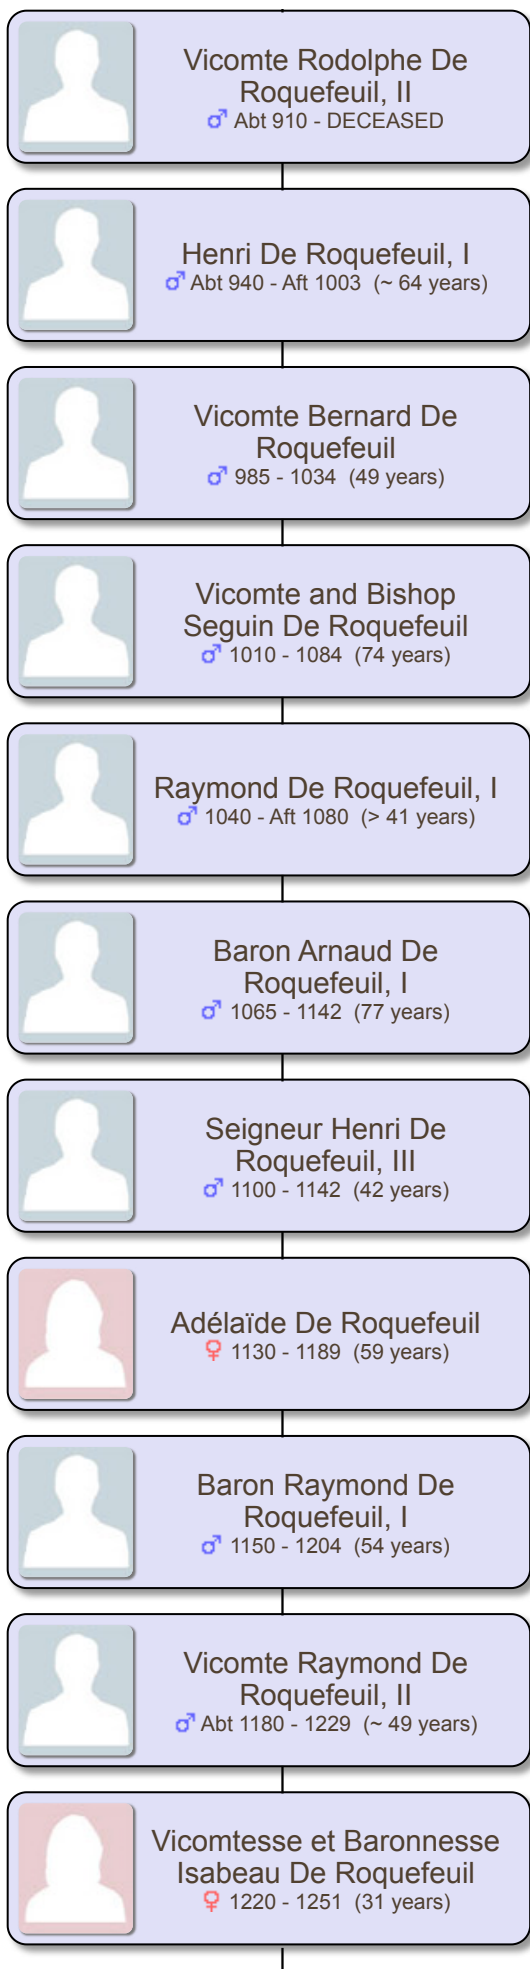 Vicomte Rodolphe De
Roquefeuil, II
♂ Abt 910 - DECEASED
Henri De Roquefeuil, I
♂ Abt 940 - Aft 1003 (~ 64 years)
Vicomte Bernard De
Roquefeuil
♂ 985 - 1034 (49 years)
Vicomte and Bishop
Seguin De Roquefeuil
♂ 1010 - 1084 (74 years)
Raymond De Roquefeuil, I
♂ 1040 - Aft 1080 (> 41 years)
Baron Arnaud De
Roquefeuil, I
♂ 1065 - 1142 (77 years)
Seigneur Henri De
Roquefeuil, III
♂ 1100 - 1142 (42 years)
Adélaïde De Roquefeuil
♀ 1130 - 1189 (59 years)
Baron Raymond De
Roquefeuil, I
♂ 1150 - 1204 (54 years)
Vicomte Raymond De
Roquefeuil, II
♂ Abt 1180 - 1229 (~ 49 years)
Vicomtesse et Baronnesse
Isabeau De Roquefeuil
♀ 1220 - 1251 (31 years)